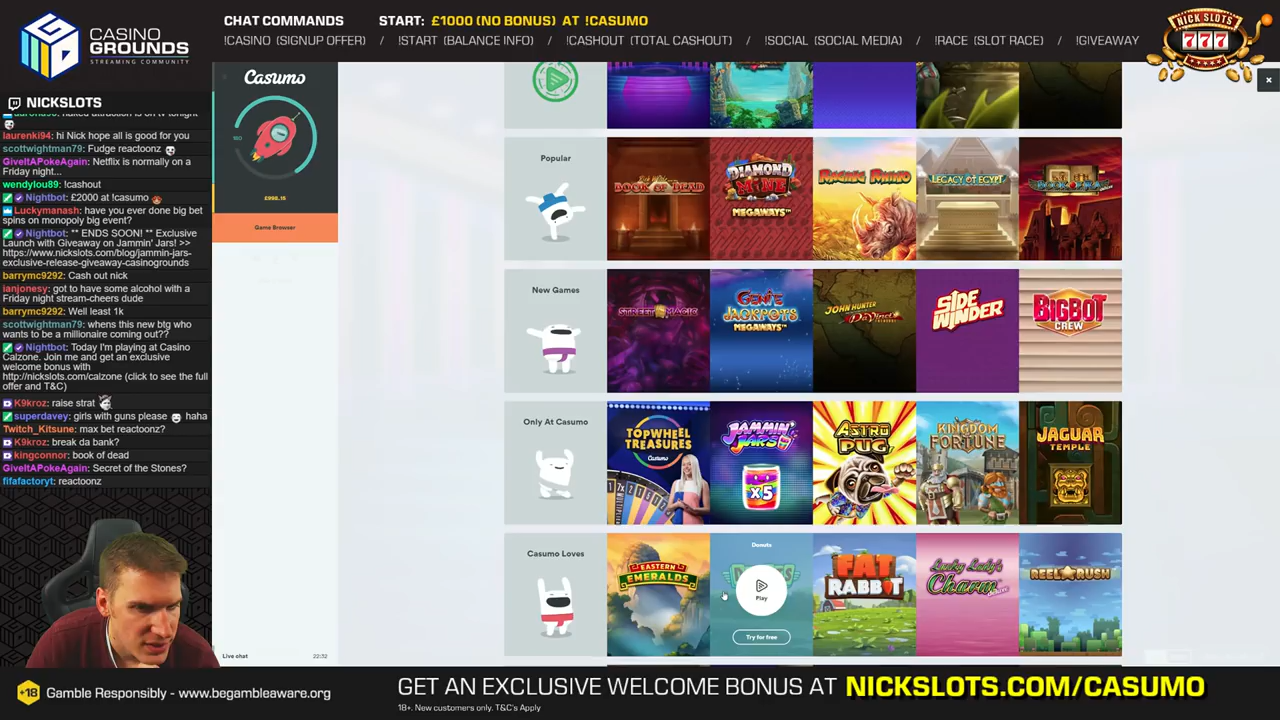 CHAT COMMANDS
START: £1000 (NO BONUS) AT !CASUMO
!CASINO (SIGNUP OFFER) / !START (BALANCE INFO) / !CASHOUT (TOTAL CASHOUT) / !SOCIAL (SOCIAL MEDIA) / !RACE (SLOT RACE) / !GIVEAWAY
CASINO
GROUNDS
STREAMING COMMUNITY
NICK SLOTS
777
NICKSLOTS
laurenki94: hi Nick hope all is good for you
scottwightman79: Fudge reactoonz
GiveItAPokeAgain: Netflix is normally on a
Friday night...
wendylou89: !cashout
Nightbot: £2000 at !casumo
Luckymanash: have you ever done big bet
spins on monopoly big event?
Nightbot: ** ENDS SOON! ** Exclusive
Launch with Giveaway on Jammin' Jars! >>
https://www.nickslots.com/blog/jammin-jars-
exclusive-release-giveaway-casinogrounds
barrymc9292: Cash out nick
ianjonesy: got to have some alcohol with a
Friday night stream-cheers dude
barrymc9292: Well least 1k
scottwightman79: whens this new btg who
wants to be a millionaire coming out??
Nightbot: Today I'm playing at Casino
Calzone. Join me and get an exclusive
welcome bonus with
http://nickslots.com/calzone (click to see the full
offer and T&C)
K9kroz: raise strat
superdavey: girls with guns please haha
Twitch_Kitsune: max bet reactoonz?
K9kroz: break da bank?
kingconnor: book of dead
GiveItAPokeAgain: Secret of the Stones?
fifafactoryt: reactoonz
Casumo
£998.15
Game Browser
Live chat
22:32
Popular
BOOK OF DEAD
DIAMOND
MINE
MEGAWAYS™
RAGING RHINO
LEGACY OF EGYPT
New Games
STREET MAGIC
GENIE
JACKPOTS
MEGAWAYS™
JOHN HUNTER
SIDE
WINDER
BIGBOT
CREW
Only At Casumo
TOPWHEEL
TREASURES
Casumo
JAMMIN'
JARS
X5
ASTRO
PUG
KINGDOM
OF
FORTUNE
JAGUAR
TEMPLE
Casumo Loves
EASTERN
EMERALDS
Donuts
Play
Try for free
FAT
RABBIT
Lucky Lady's
Charm
REEL RUSH
+18 Gamble Responsibly - www.begambleaware.org
GET AN EXCLUSIVE WELCOME BONUS AT NICKSLOTS.COM/CASUMO
18+. New customers only. T&C's Apply